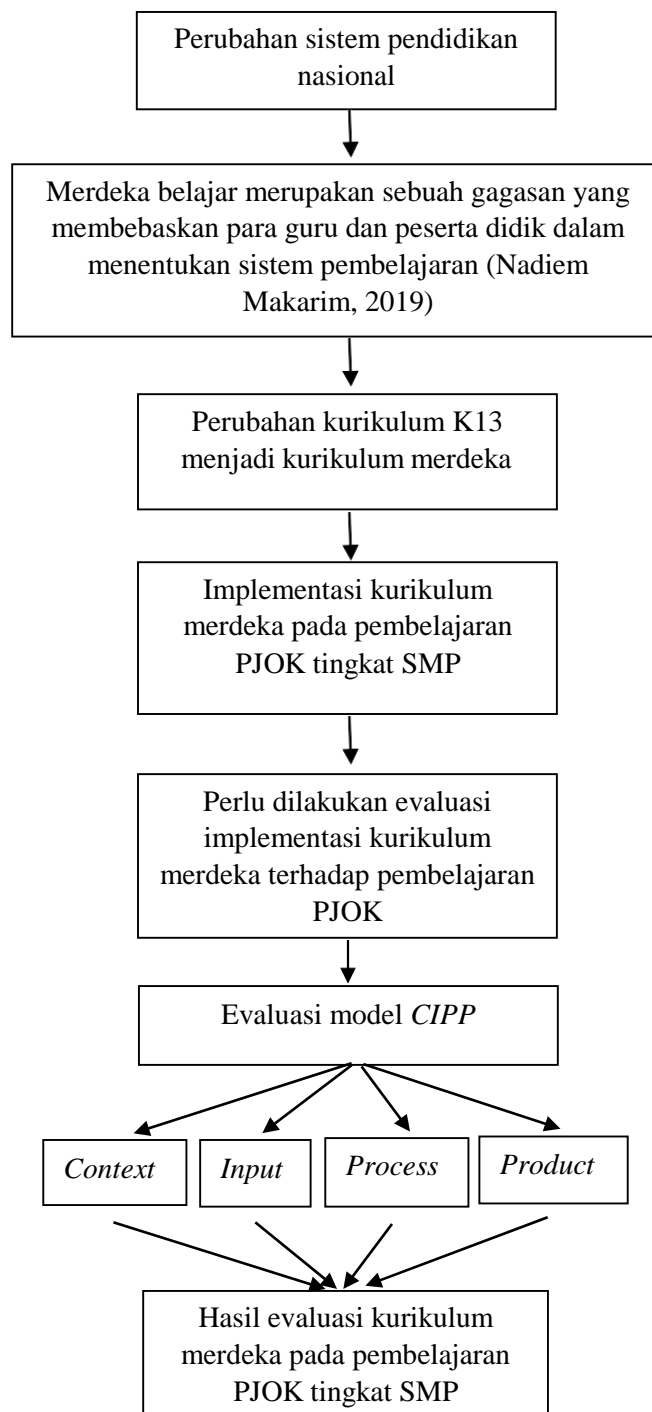 Perubahan sistem pendidikan
nasional
Merdeka belajar merupakan sebuah gagasan yang
membebaskan para guru dan peserta didik dalam
menentukan sistem pembelajaran (Nadiem
Makarim, 2019)
Perubahan kurikulum K13
menjadi kurikulum merdeka
Implementasi kurikulum
merdeka pada pembelajaran
PJOK tingkat SMP
Perlu dilakukan evaluasi
implementasi kurikulum
merdeka terhadap pembelajaran
PJOK
Evaluasi model CIPP
Context
Input
Process
Product
Hasil evaluasi kurikulum
merdeka pada pembelajaran
PJOK tingkat SMP